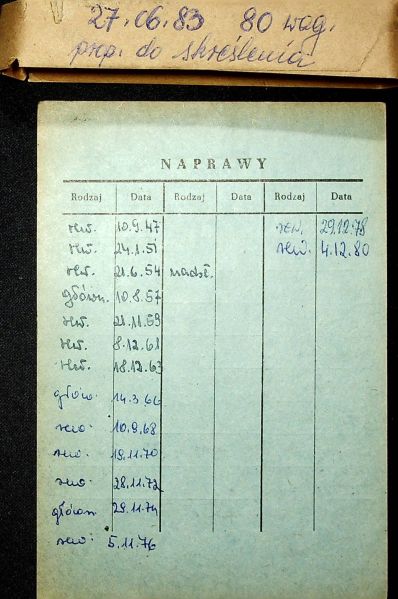 27.06.83 80 wag.
prop. do skreślenia
NAPRAWY
Rodzaj Data Rodzaj Data Rodzaj Data
rew. 10.9.47 rew. 29.12.78
rew. 24.1.51 rew. 4.12.80
rew. 21.6.54 nadzl.
główn. 10.8.57
rew. 21.11.59
rew. 8.12.61
rew. 18.12.63
głów. 14.3.66
rew. 10.9.68
rew. 19.11.70
rew. 28.11.72
główn. 29.11.74
rew. 5.11.76